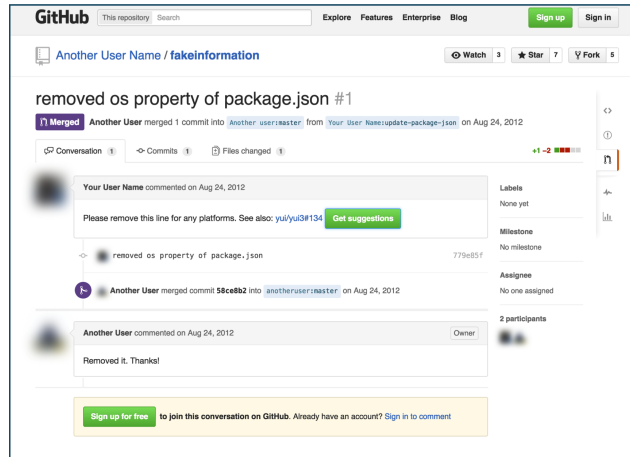 GitHub This repository Search Explore Features Enterprise Blog Sign up Sign in
Another User Name / fakeinformation Watch 3 Star 7 Fork 5
removed os property of package.json #1
Merged Another User merged 1 commit into Another user:master from Your User Name:update-package-json on Aug 24, 2012
Conversation 1 Commits 1 Files changed 1 +1 −2
Your User Name commented on Aug 24, 2012
Please remove this line for any platforms. See also: yui/yui3#134 Get suggestions
removed os property of package.json 779e85f
Another User merged commit 58ce8b2 into anotheruser:master on Aug 24, 2012
Another User commented on Aug 24, 2012 Owner
Removed it. Thanks!
Sign up for free to join this conversation on GitHub. Already have an account? Sign in to comment
Labels
None yet
Milestone
No milestone
Assignee
No one assigned
2 participants